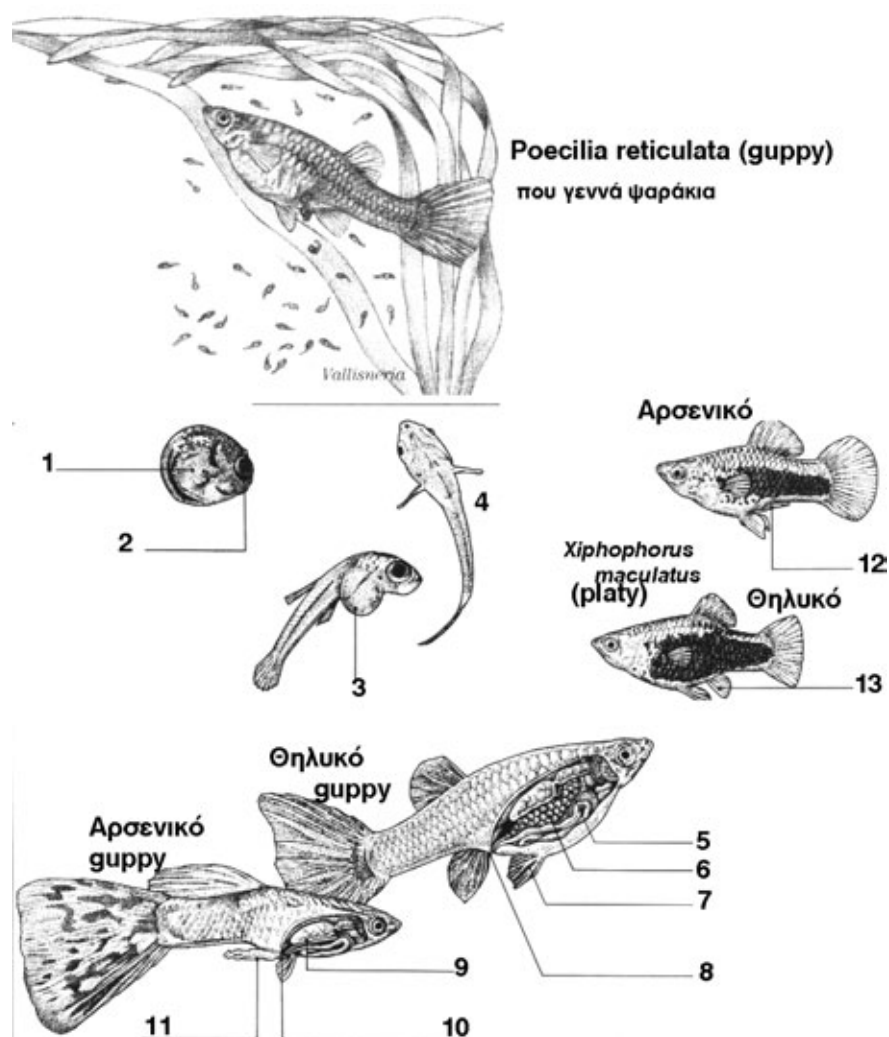 Poecilia reticulata (guppy)
που γεννά ψαράκια
Vallisneria
Αρσενικό
1
4
2
12
Xiphophorus
maculatus
(platy)
Θηλυκό
3
13
Θηλυκό
guppy
Αρσενικό
guppy
5
6
7
9
8
11
10